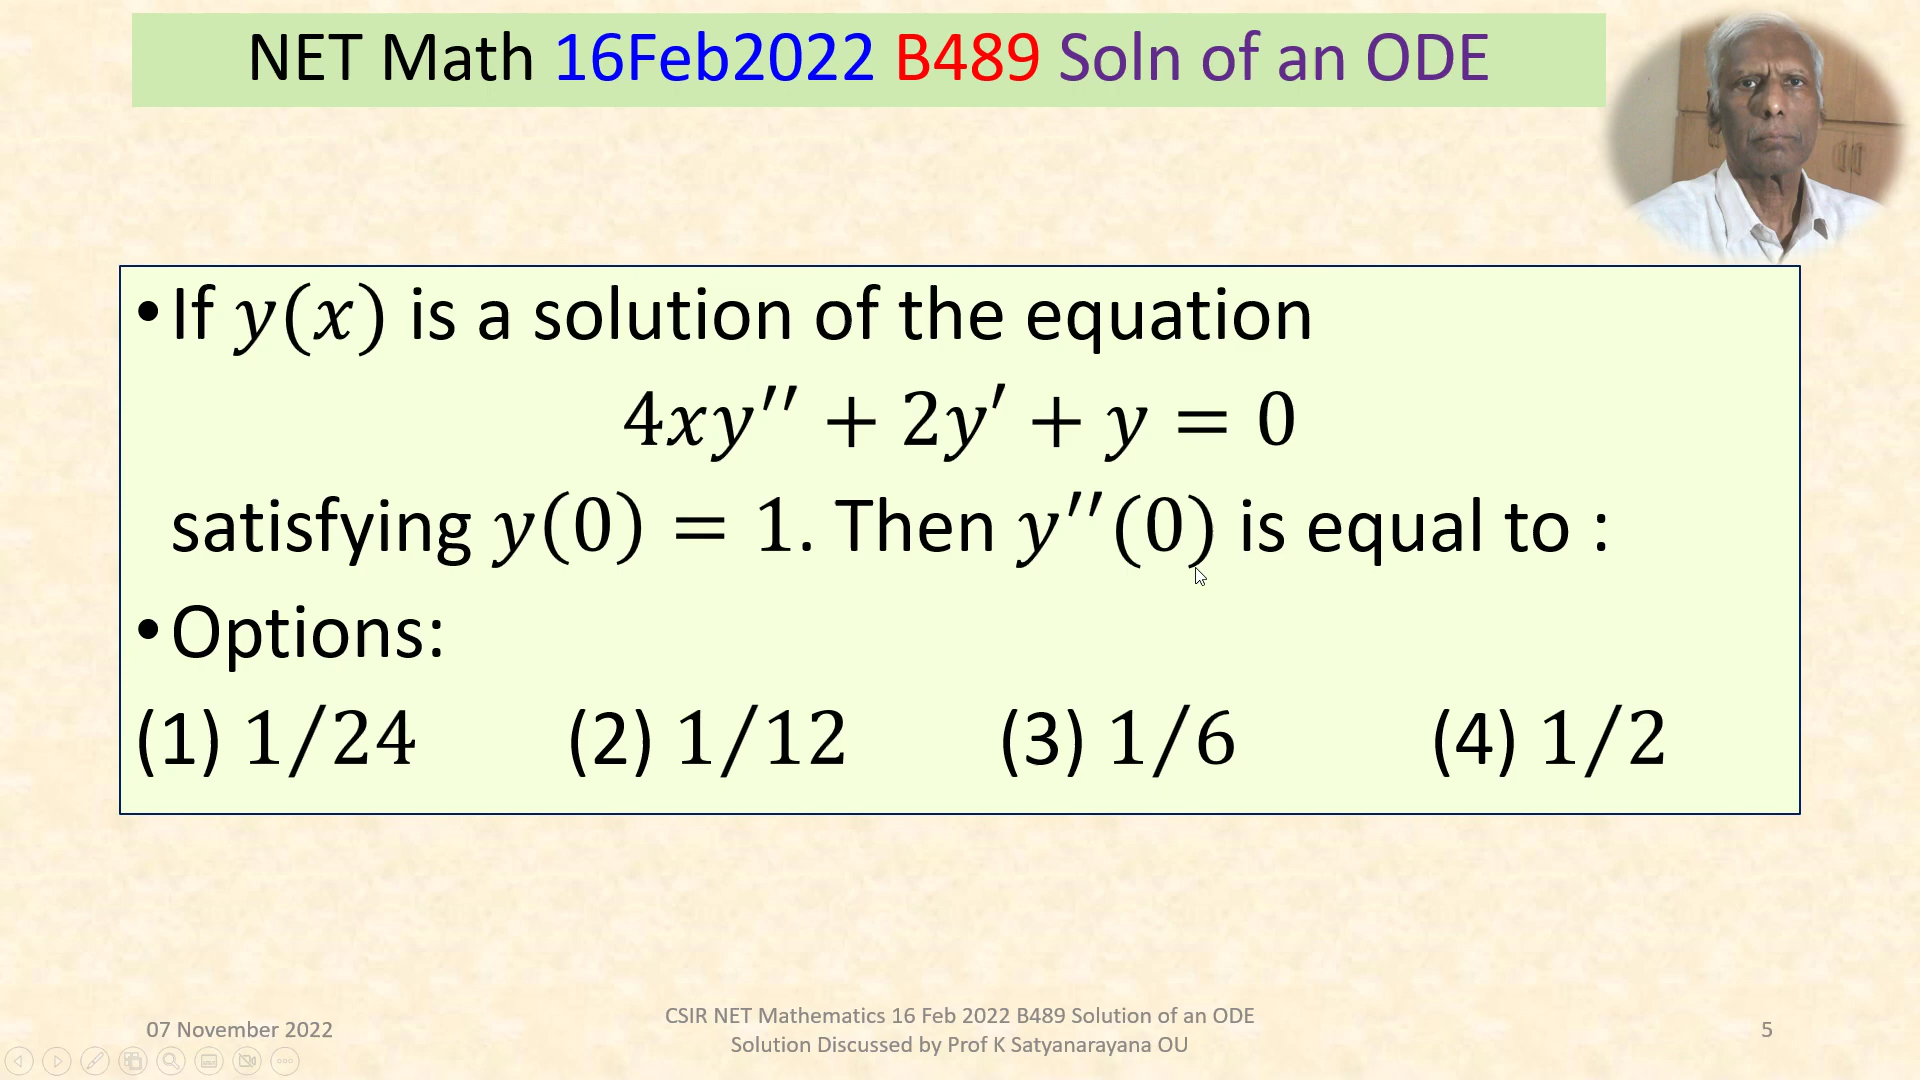 NET Math 16Feb2022 B489 Soln of an ODE
•If y(x) is a solution of the equation
4xy′′ + 2y′ + y = 0
satisfying y(0) = 1. Then y′′(0) is equal to :
•Options:
(1) 1/24 (2) 1/12 (3) 1/6 (4) 1/2
07 November 2022
CSIR NET Mathematics 16 Feb 2022 B489 Solution of an ODE
Solution Discussed by Prof K Satyanarayana OU
5